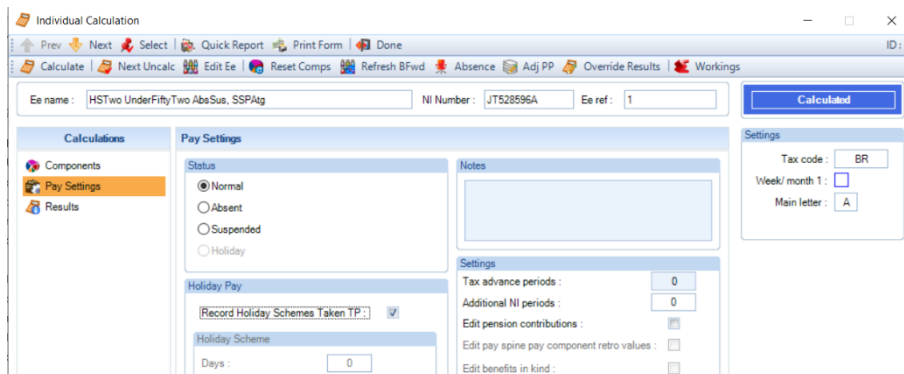 Individual Calculation
Prev Next Select Quick Report Print Form Done ID:
Calculate Next Uncalc Edit Ee Reset Comps Refresh BFwd Absence Adj PP Override Results Workings
Ee name : HSTwo UnderFiftyTwo AbsSus, SSPAtg NI Number : JT528596A Ee ref : 1 Calculated
Calculations
Components
Pay Settings
Results
Pay Settings
Status
Normal
Absent
Suspended
Holiday
Holiday Pay
Record Holiday Schemes Taken TP :
Holiday Scheme
Days : 0
Notes
Settings
Tax advance periods : 0
Additional NI periods : 0
Edit pension contributions :
Edit pay spine pay component retro values :
Edit benefits in kind :
Settings
Tax code : BR
Week/ month 1 :
Main letter : A